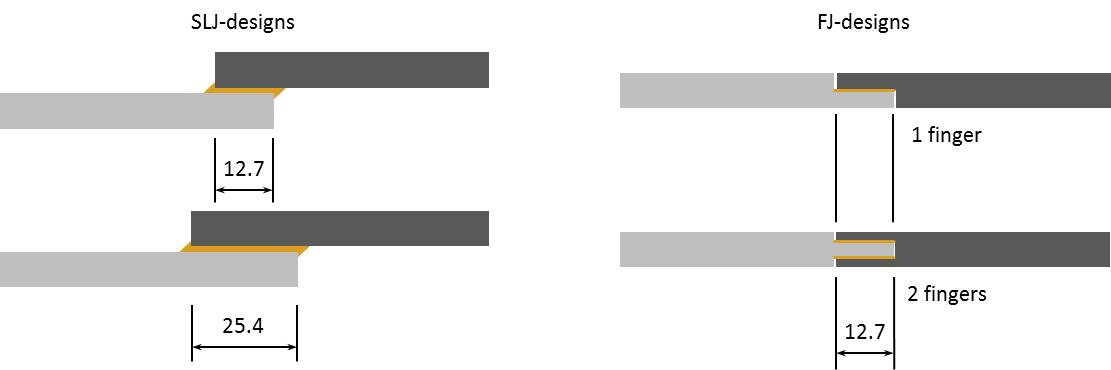 SLJ-designs
FJ-designs
12.7
1 finger
25.4
2 fingers
12.7